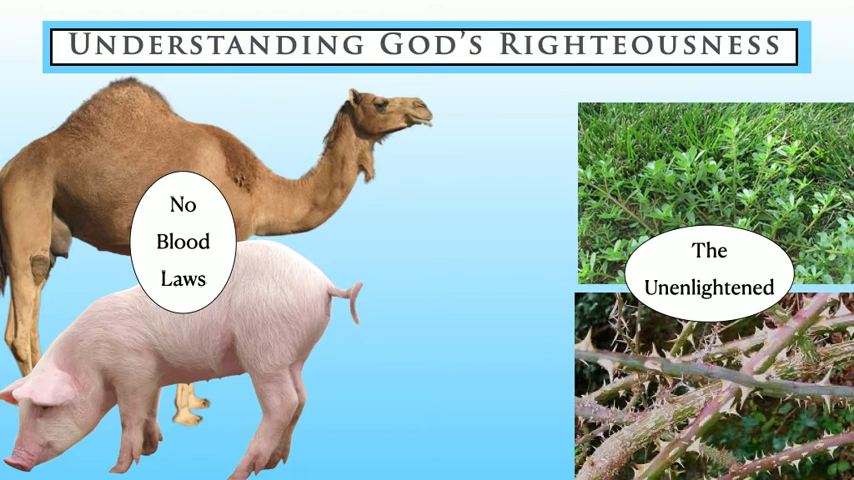 Understanding God's Righteousness
No
Blood
Laws
The
Unenlightened